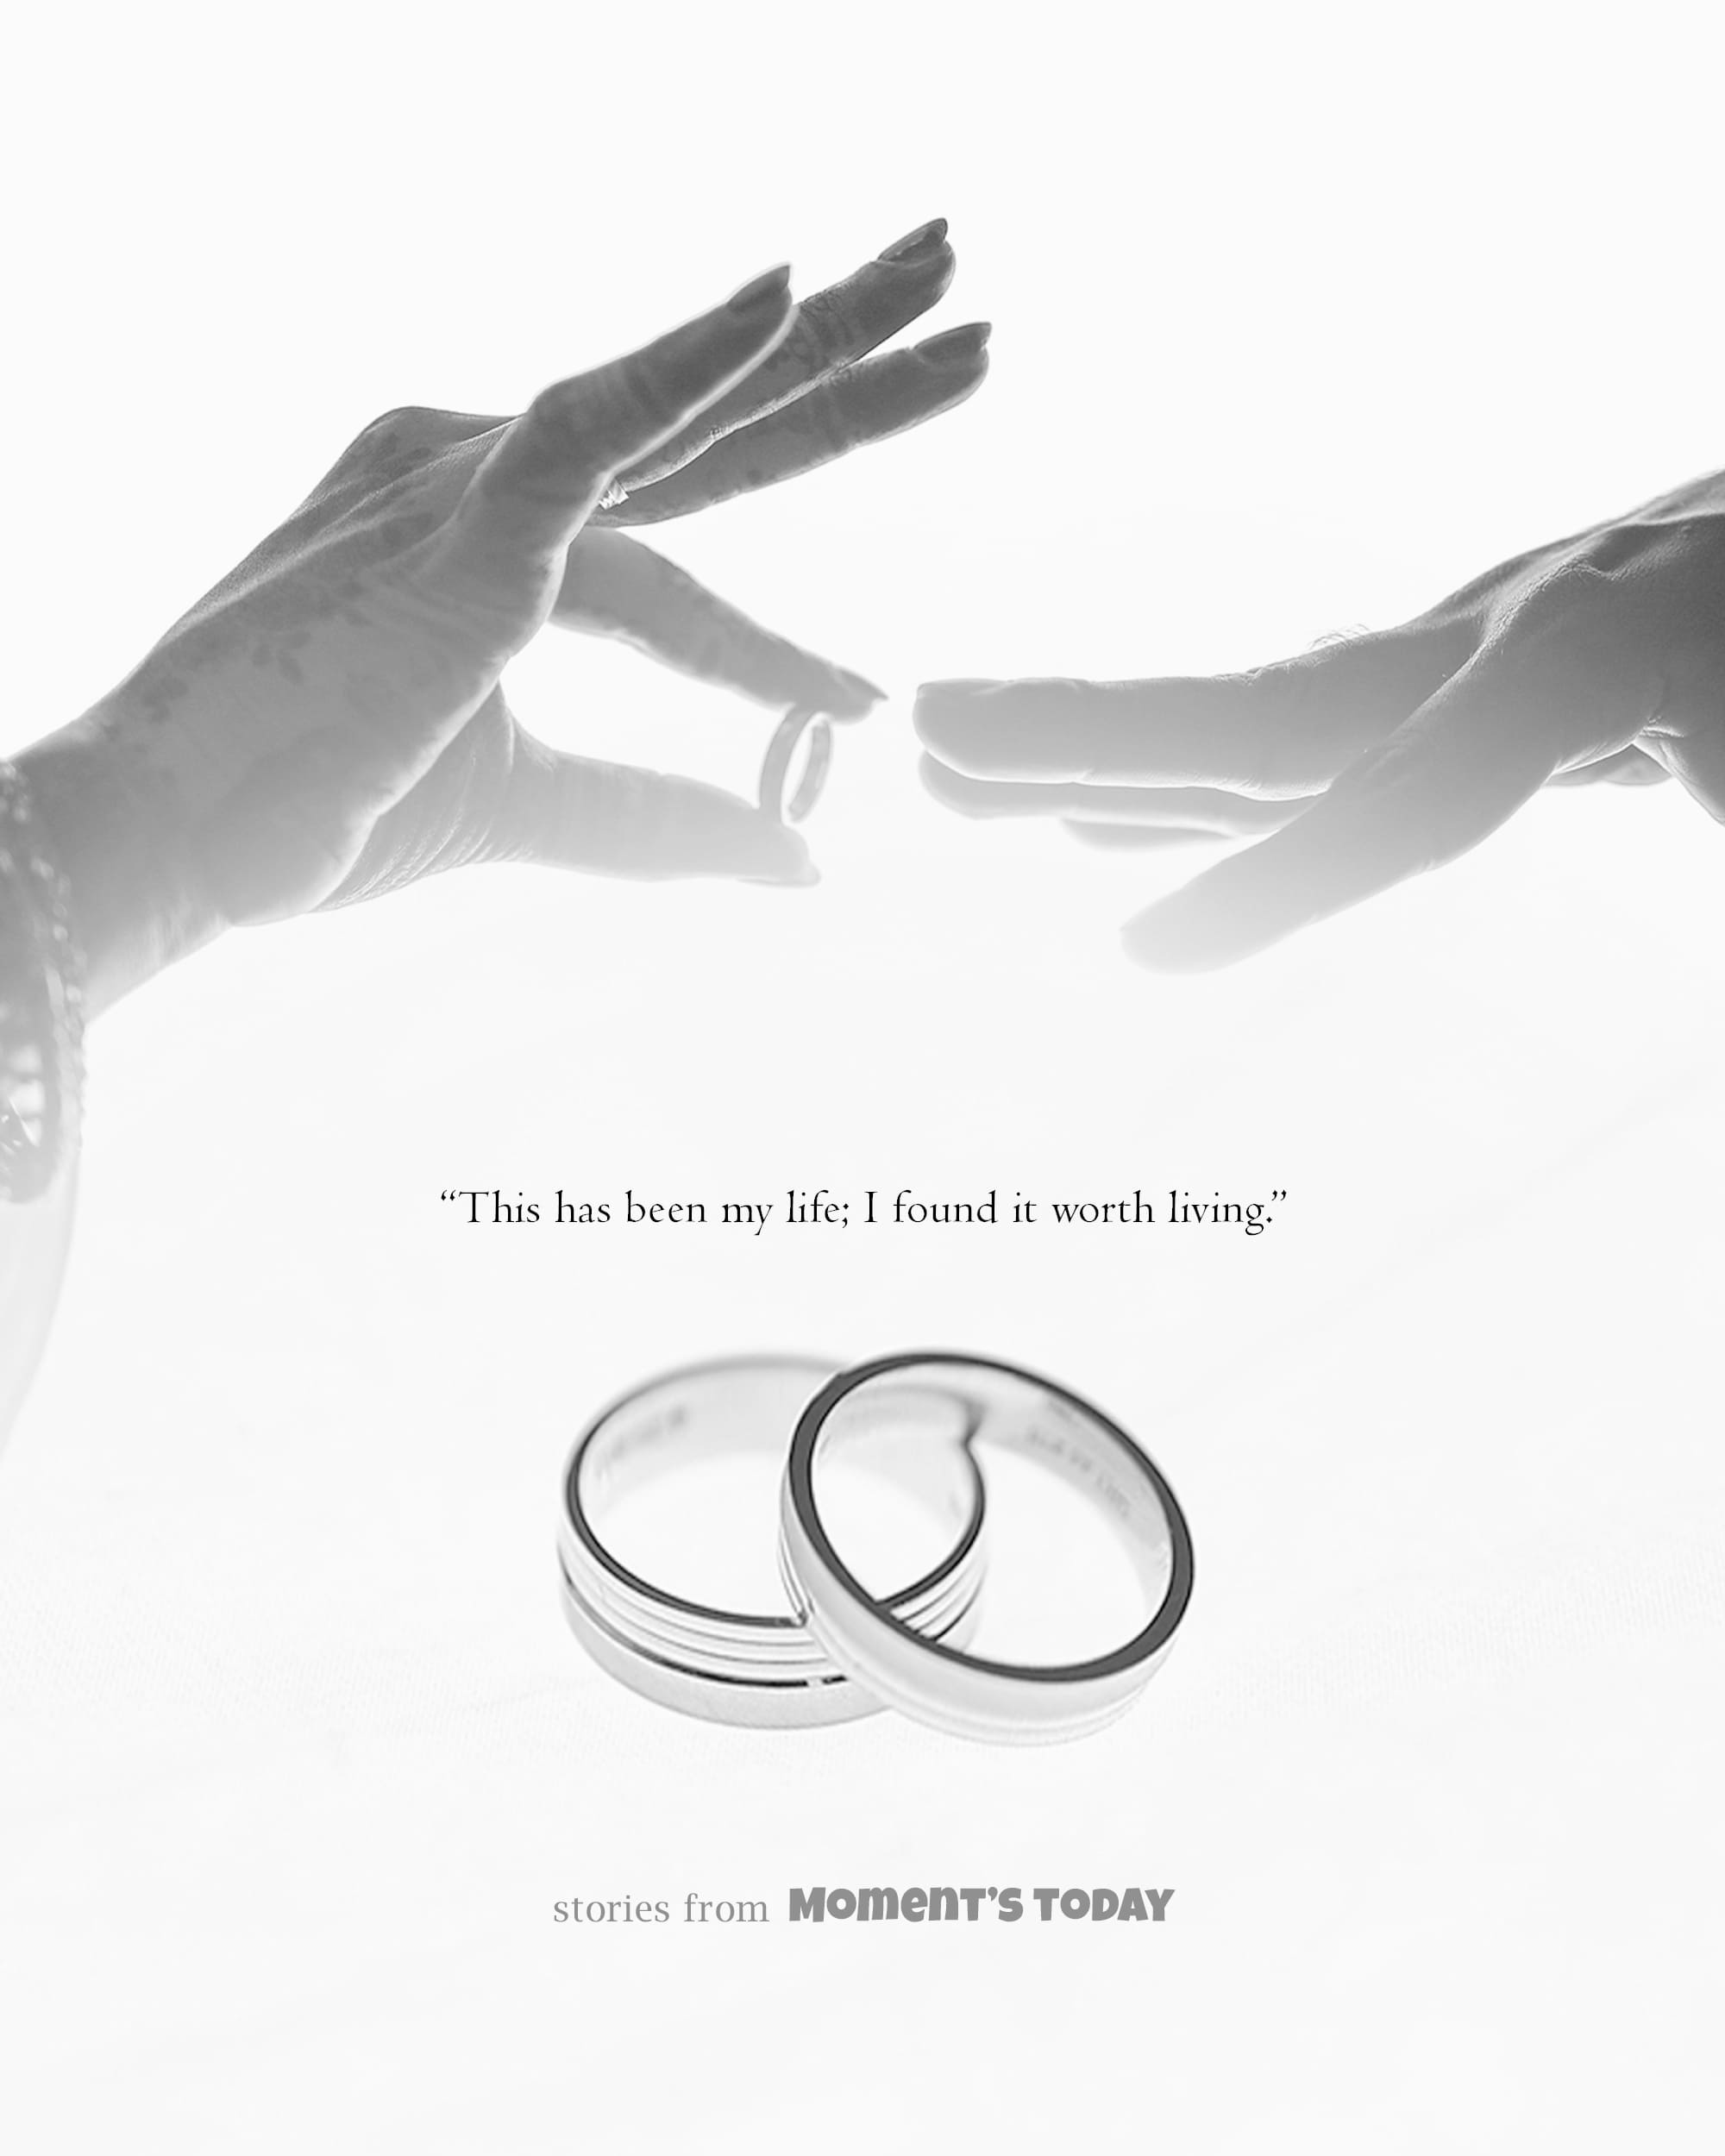 “This has been my life; I found it worth living.”
stories from MOMENT’S TODAY